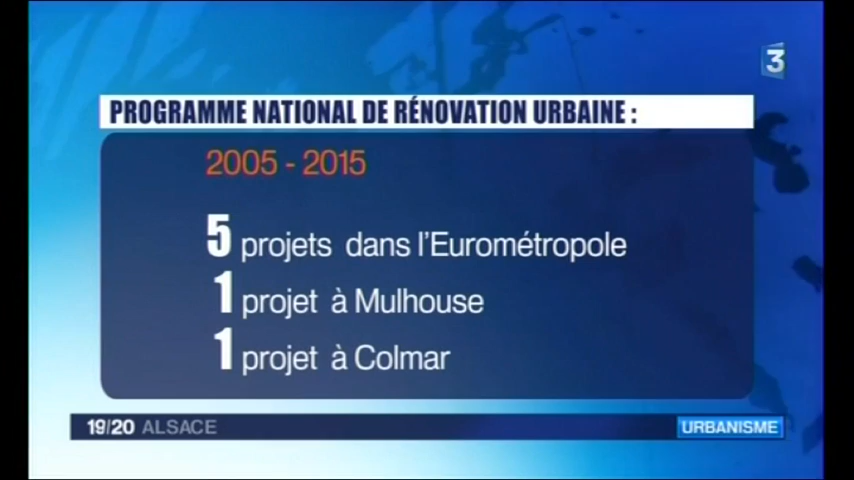 3
PROGRAMME NATIONAL DE RÉNOVATION URBAINE :
2005 - 2015
5 projets dans l'Eurométropole
1 projet à Mulhouse
1 projet à Colmar
19/20 ALSACE
URBANISME